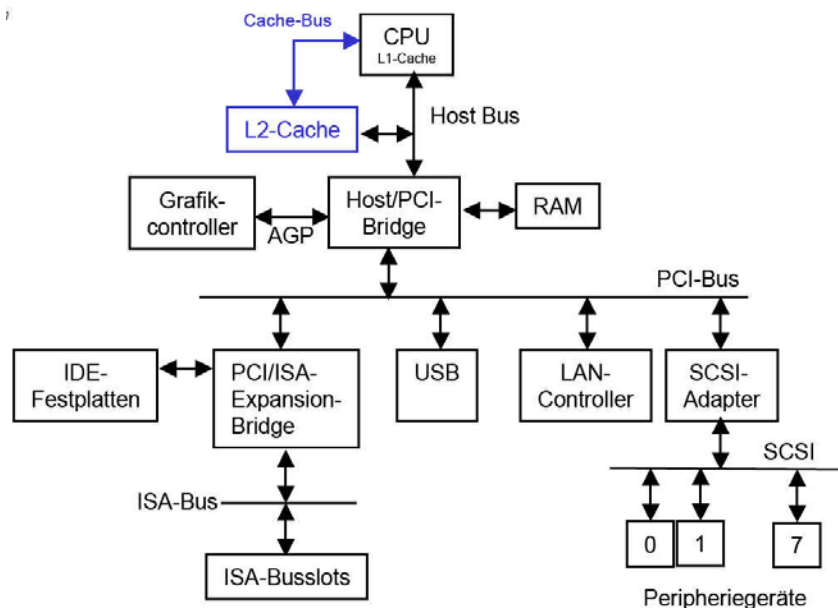 Cache-Bus
CPU
L1-Cache
L2-Cache
Host Bus
Grafik-
controller
AGP
Host/PCI-
Bridge
RAM
PCI-Bus
IDE-
Festplatten
PCI/ISA-
Expansion-
Bridge
USB
LAN-
Controller
SCSI-
Adapter
SCSI
ISA-Bus
0
1
7
ISA-Busslots
Peripheriegeräte